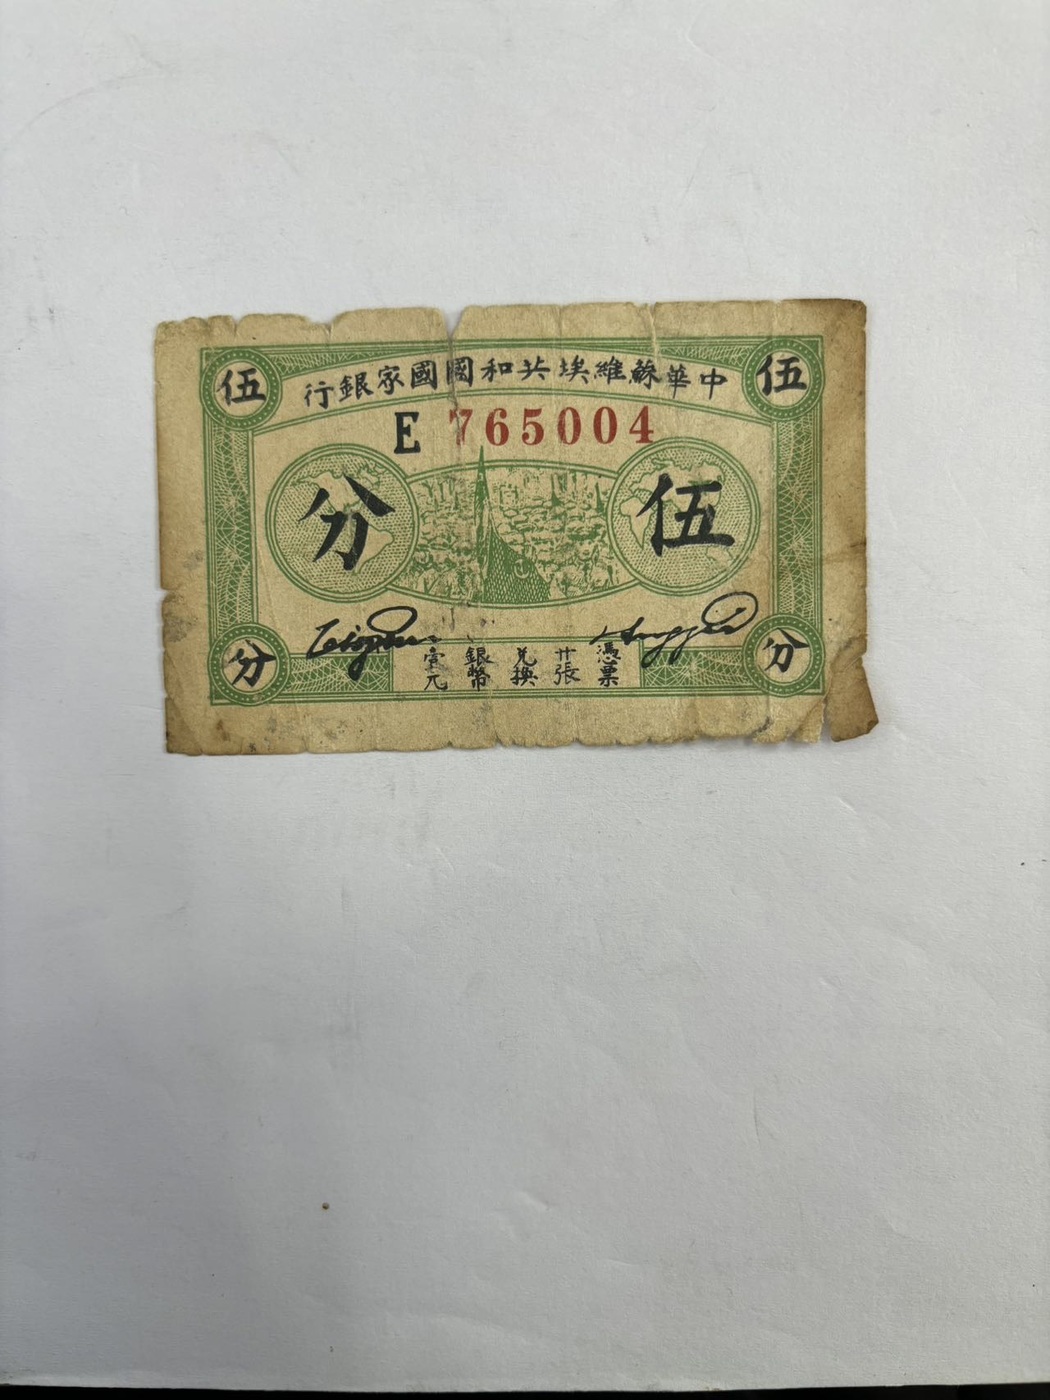 伍 中華蘇維埃共和國國家銀行 伍
E 765004
伍分
憑票
廿張
兌換
銀幣
壹元
分 分